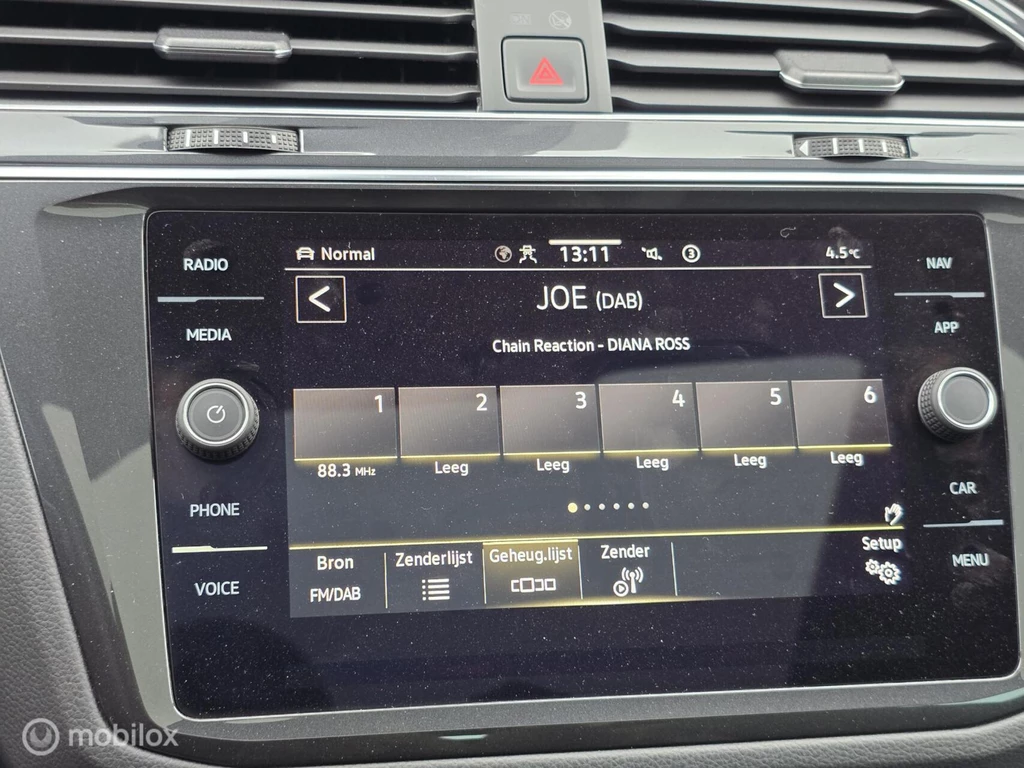 Normal 13:11 3 4.5°C
RADIO
NAV
< JOE (DAB) >
MEDIA
APP
Chain Reaction - DIANA ROSS
1 2 3 4 5 6
88.3 MHz Leeg Leeg Leeg Leeg Leeg
PHONE
CAR
Bron Zenderlijst Geheug.lijst Zender Setup
FM/DAB
VOICE
MENU
mobilox